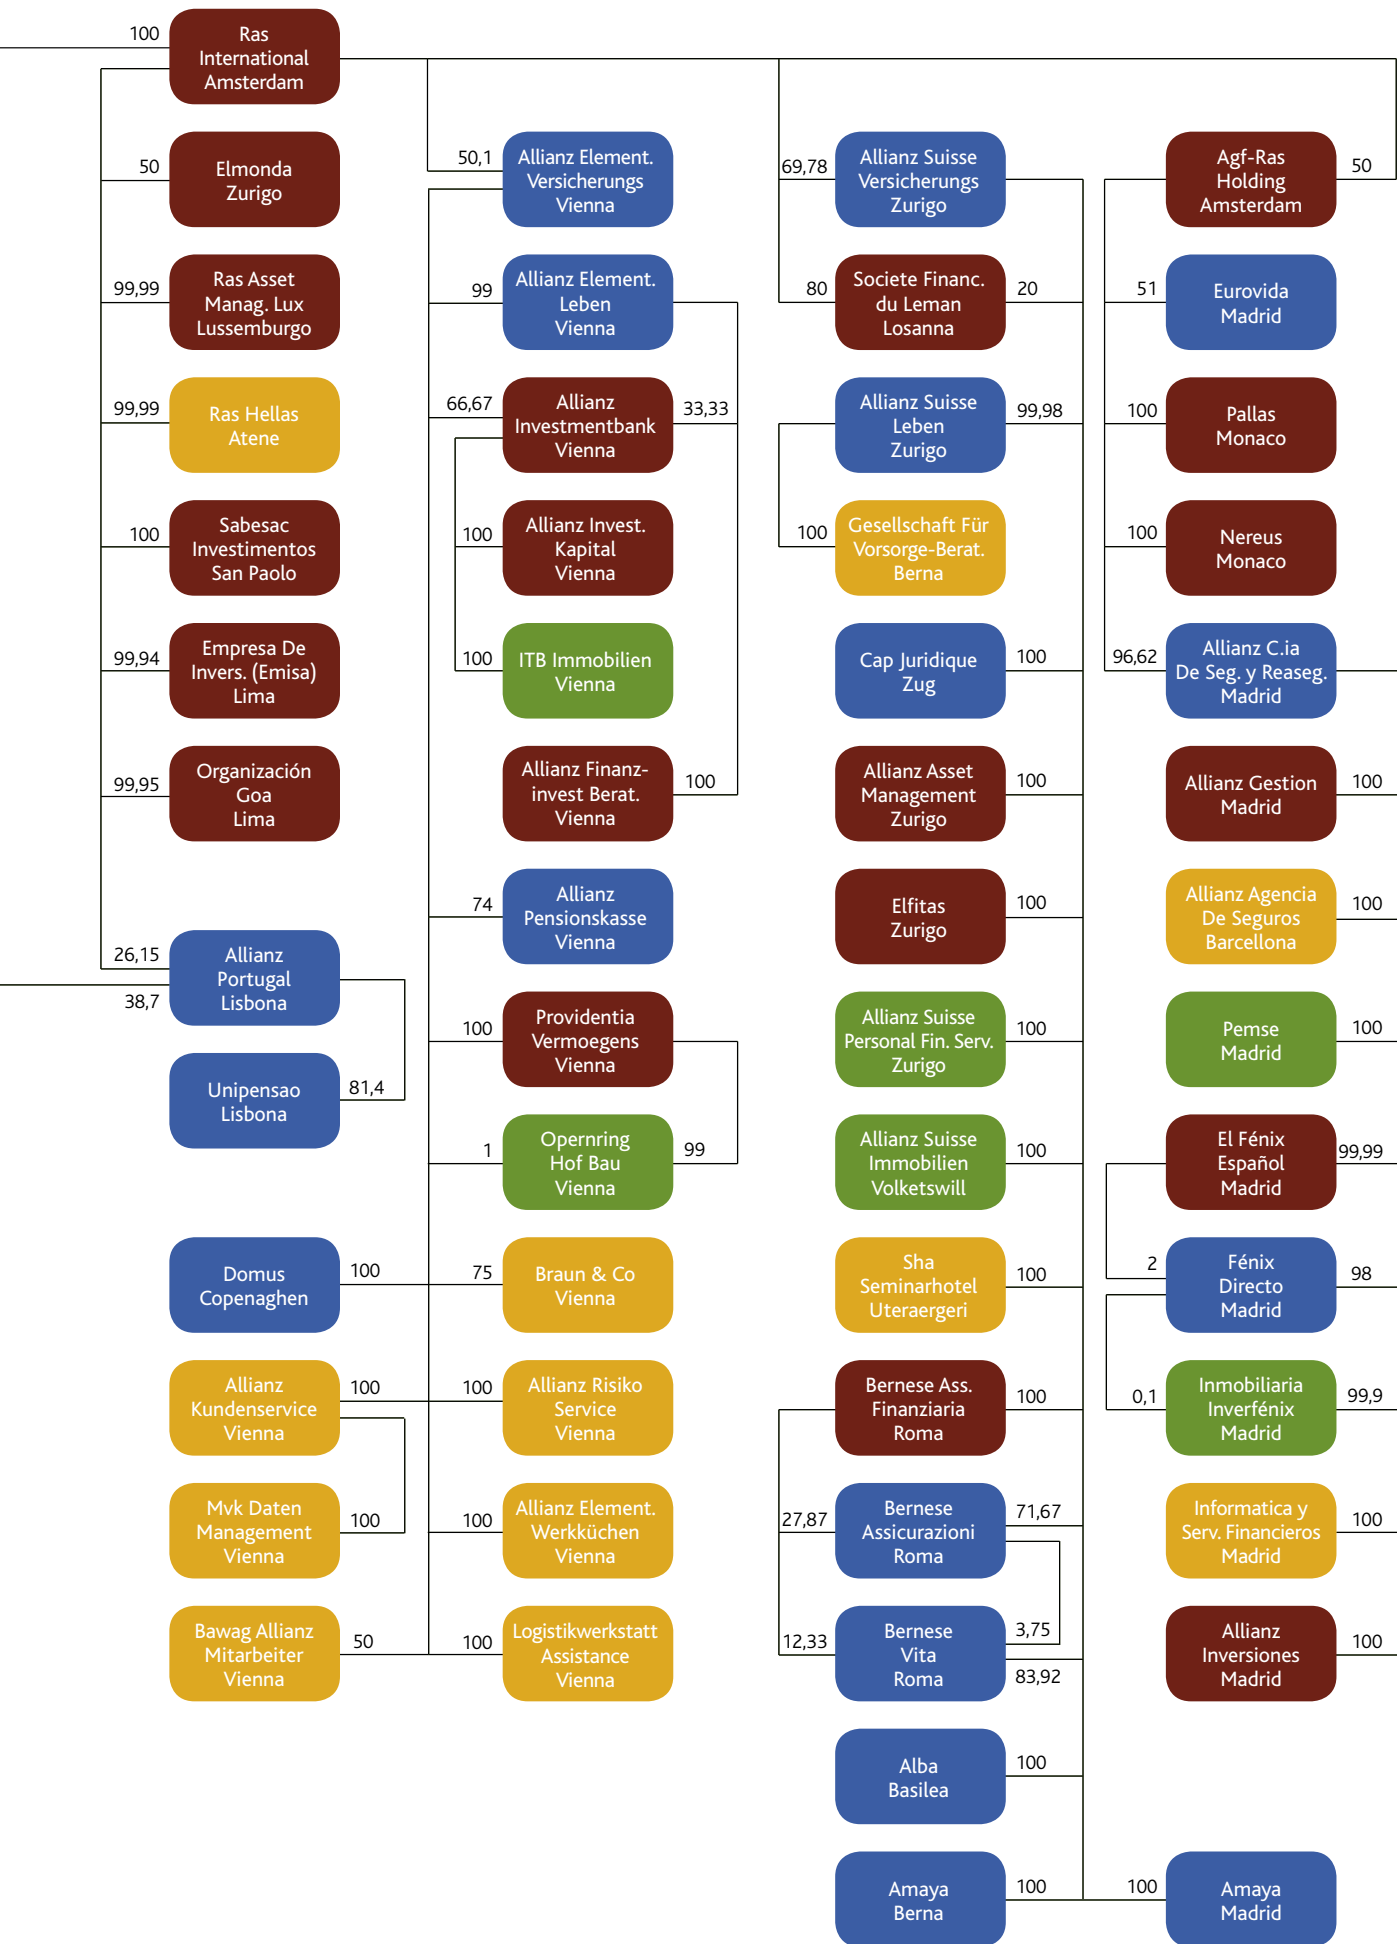 100
Ras
International
Amsterdam
50
Elmonda
Zurigo
99,99
Ras Asset
Manag. Lux
Lussemburgo
99,99
Ras Hellas
Atene
100
Sabesac
Investimentos
San Paolo
99,94
Empresa De
Invers. (Emisa)
Lima
99,95
Organización
Goa
Lima
26,15
38,7
Allianz
Portugal
Lisbona
Unipensao
Lisbona
81,4
Domus
Copenaghen
100
Allianz
Kundenservice
Vienna
100
Mvk Daten
Management
Vienna
100
Bawag Allianz
Mitarbeiter
Vienna
50
50,1
Allianz Element.
Versicherungs
Vienna
99
Allianz Element.
Leben
Vienna
66,67
Allianz
Investmentbank
Vienna
33,33
100
Allianz Invest.
Kapital
Vienna
100
ITB Immobilien
Vienna
Allianz Finanz-
invest Berat.
Vienna
100
74
Allianz
Pensionskasse
Vienna
100
Providentia
Vermoegens
Vienna
1
Opernring
Hof Bau
Vienna
99
75
Braun & Co
Vienna
100
Allianz Risiko
Service
Vienna
100
Allianz Element.
Werkküchen
Vienna
100
Logistikwerkstatt
Assistance
Vienna
69,78
Allianz Suisse
Versicherungs
Zurigo
80
Societe Financ.
du Leman
Losanna
20
Allianz Suisse
Leben
Zurigo
99,98
100
Gesellschaft Für
Vorsorge-Berat.
Berna
Cap Juridique
Zug
100
Allianz Asset
Management
Zurigo
100
Elfitas
Zurigo
100
Allianz Suisse
Personal Fin. Serv.
Zurigo
100
Allianz Suisse
Immobilien
Volketswill
100
Sha
Seminarhotel
Uteraergeri
100
Bernese Ass.
Finanziaria
Roma
100
27,87
Bernese
Assicurazioni
Roma
71,67
12,33
Bernese
Vita
Roma
3,75
83,92
Alba
Basilea
100
Amaya
Berna
100
Agf-Ras
Holding
Amsterdam
50
51
Eurovida
Madrid
100
Pallas
Monaco
100
Nereus
Monaco
96,62
Allianz C.ia
De Seg. y Reaseg.
Madrid
Allianz Gestion
Madrid
100
Allianz Agencia
De Seguros
Barcellona
100
Pemse
Madrid
100
El Fénix
Español
Madrid
99,99
2
Fénix
Directo
Madrid
98
0,1
Inmobiliaria
Inverfénix
Madrid
99,9
Informatica y
Serv. Financieros
Madrid
100
Allianz
Inversiones
Madrid
100
100
Amaya
Madrid